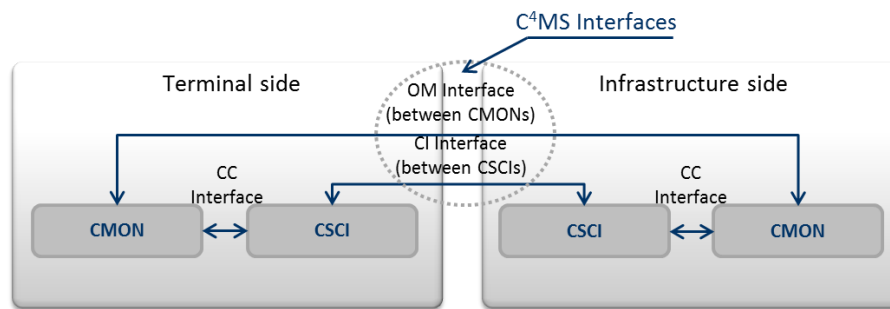 C⁴MS Interfaces
Terminal side
Infrastructure side
OM Interface
(between CMONs)
CI Interface
(between CSCIs)
CC
Interface
CC
Interface
CMON
CSCI
CSCI
CMON